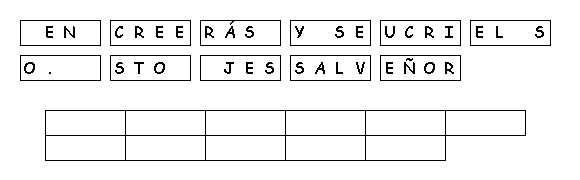 EN CREE RÁS Y SE UCRI EL S
O. STO JES SALV EÑOR